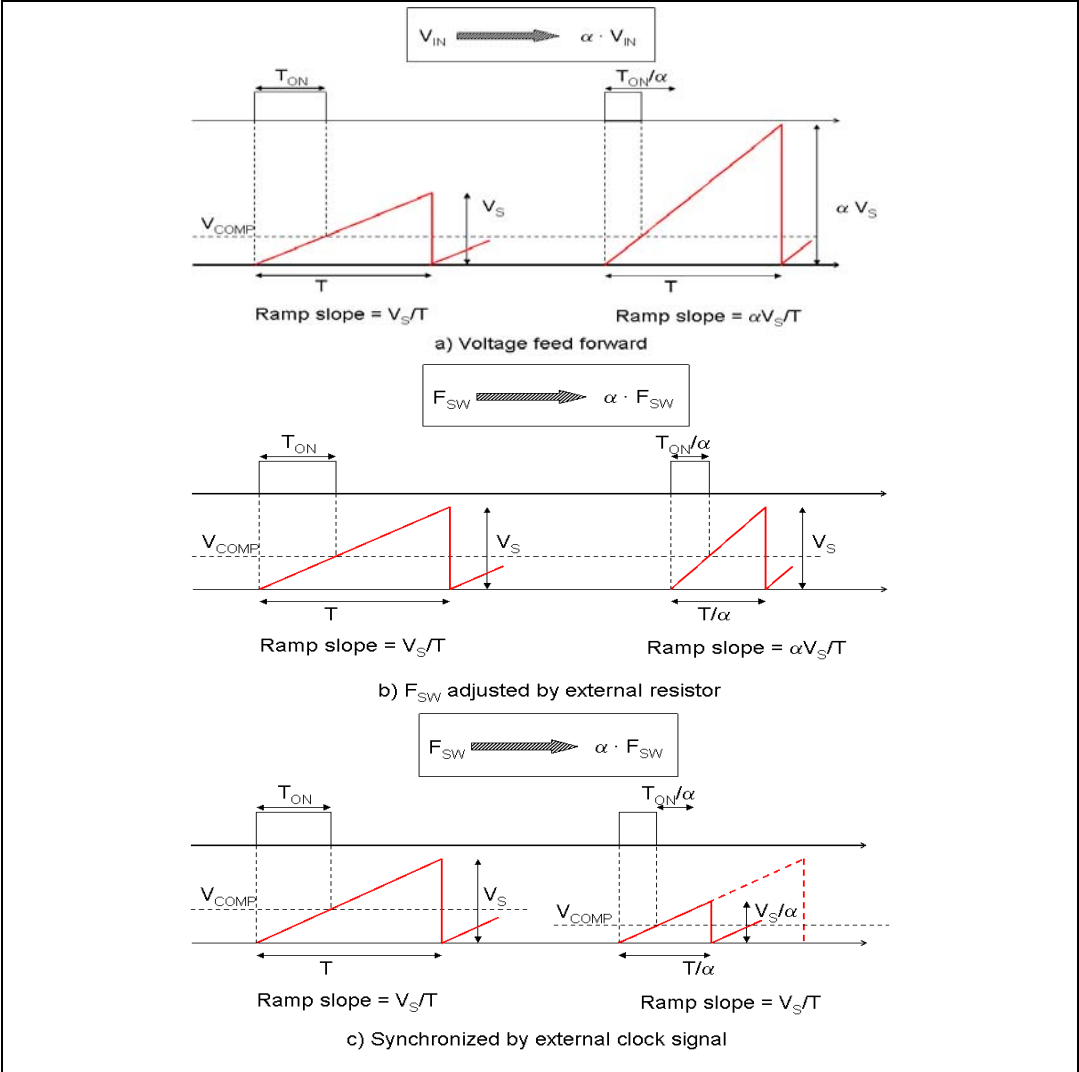 V_IN α · V_IN
T_ON T_ON/α
V_COMP V_S α V_S
T T
Ramp slope = V_S/T Ramp slope = αV_S/T
a) Voltage feed forward
F_SW α · F_SW
T_ON T_ON/α
V_COMP V_S V_S
T T/α
Ramp slope = V_S/T Ramp slope = αV_S/T
b) F_SW adjusted by external resistor
F_SW α · F_SW
T_ON T_ON/α
V_COMP V_S V_COMP V_S/α
T T/α
Ramp slope = V_S/T Ramp slope = V_S/T
c) Synchronized by external clock signal